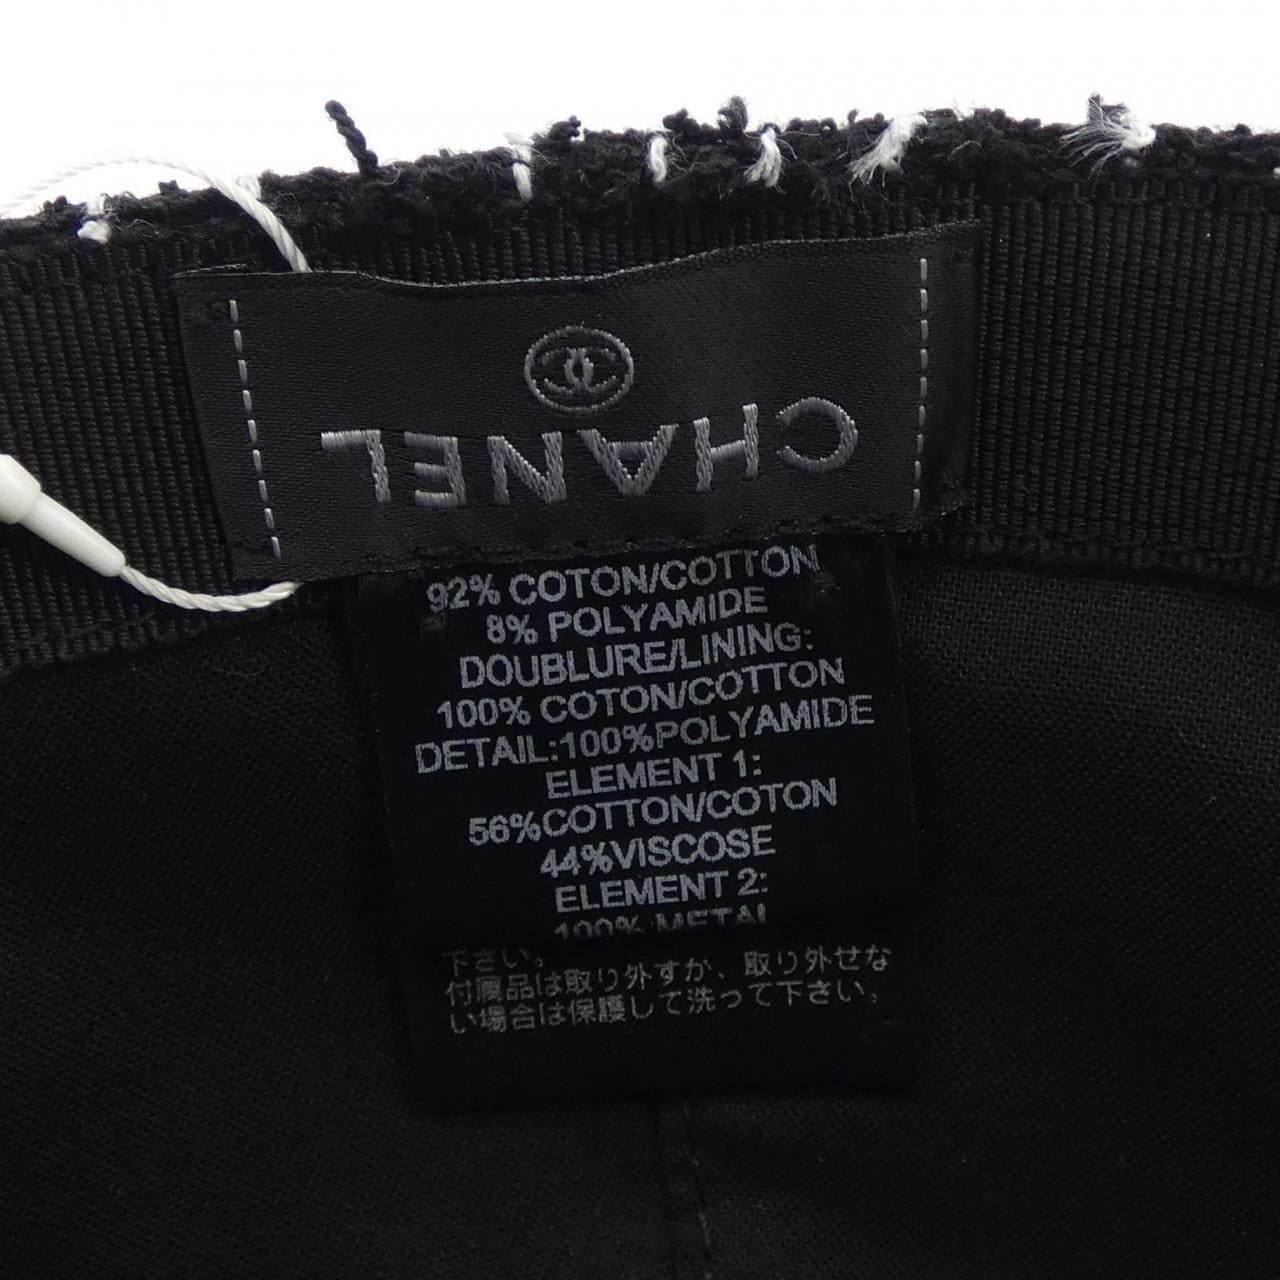 CHANEL
92% COTON/COTTON
8% POLYAMIDE
DOUBLURE/LINING:
100% COTON/COTTON
DETAIL:100%POLYAMIDE
ELEMENT 1:
56%COTTON/COTON
44%VISCOSE
ELEMENT 2:
100% METAL
下さい。
付属品は取り外すか、取り外せな
い場合は保護して洗って下さい。